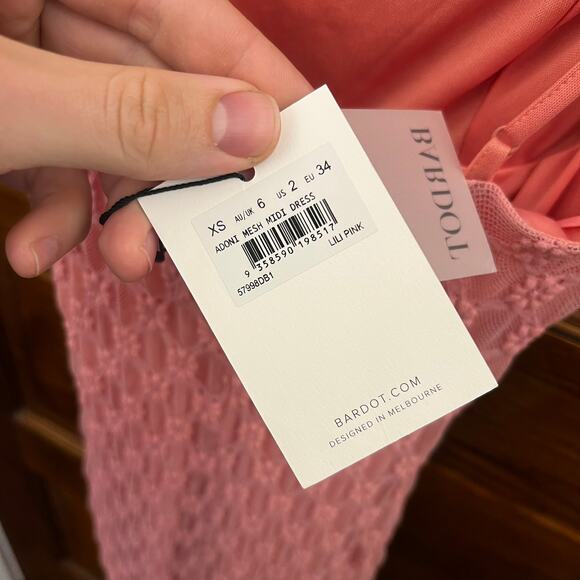 XS AU/UK 6 US 2 EU 34
ADONI MESH MIDI DRESS
9 358590 198517
57998DB1 LILI PINK
BARDOT.COM
DESIGNED IN MELBOURNE
BARDOT